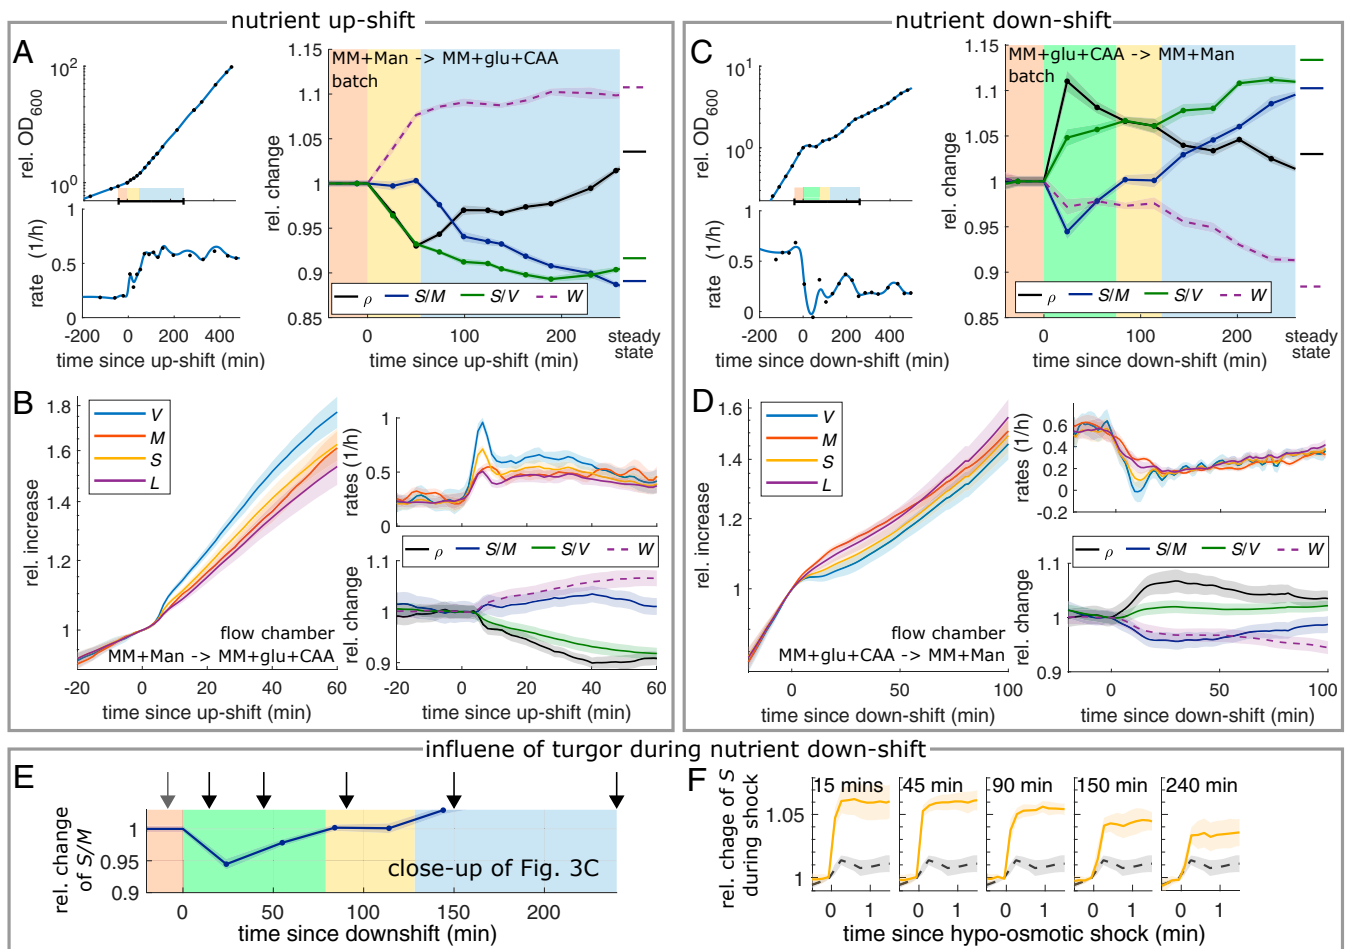 nutrient up-shift
A
10²
10⁰
rel. OD600
1
0.5
0
rate (1/h)
-200 0 200 400
time since up-shift (min)
MM+Man -> MM+glu+CAA
batch
1.15
1.1
1.05
1
0.95
0.9
0.85
rel. change
ρ S/M S/V W
0 100 200
steady
state
time since up-shift (min)
B
1.8
1.6
1.4
1.2
1
rel. increase
V
M
S
L
flow chamber
MM+Man -> MM+glu+CAA
-20 0 20 40 60
time since up-shift (min)
1
0.5
0
rates (1/h)
-20 0 20 40 60
ρ S/M S/V W
1.1
1
0.9
rel. change
-20 0 20 40 60
time since up-shift (min)
nutrient down-shift
C
10¹
10⁰
rel. OD600
1
0.5
0
rate (1/h)
-200 0 200 400
time since down-shift (min)
MM+glu+CAA -> MM+Man
batch
1.15
1.1
1.05
1
0.95
0.9
0.85
rel. change
ρ S/M S/V W
0 100 200
steady
state
time since down-shift (min)
D
1.6
1.4
1.2
1
rel. increase
V
M
S
L
flow chamber
MM+glu+CAA -> MM+Man
0 50 100
time since down-shift (min)
0.6
0.4
0.2
0
-0.2
rates (1/h)
0 50 100
ρ S/M S/V W
1.1
1
0.9
rel. change
0 50 100
time since down-shift (min)
influene of turgor during nutrient down-shift
E
1
0.95
0.9
rel. change
of S/M
close-up of Fig. 3C
0 50 100 150 200
time since downshift (min)
F
rel. chage of S
during shock
1.05
1
15 mins 45 min 90 min 150 min 240 min
0 1 0 1 0 1 0 1 0 1
time since hypo-osmotic shock (min)